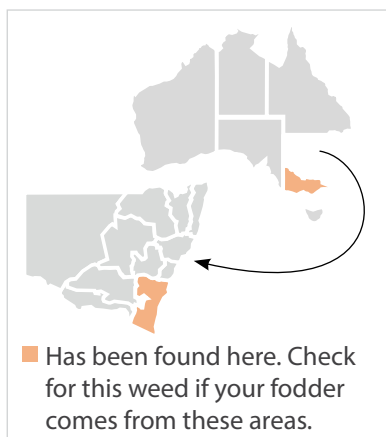 Has been found here. Check
for this weed if your fodder
comes from these areas.